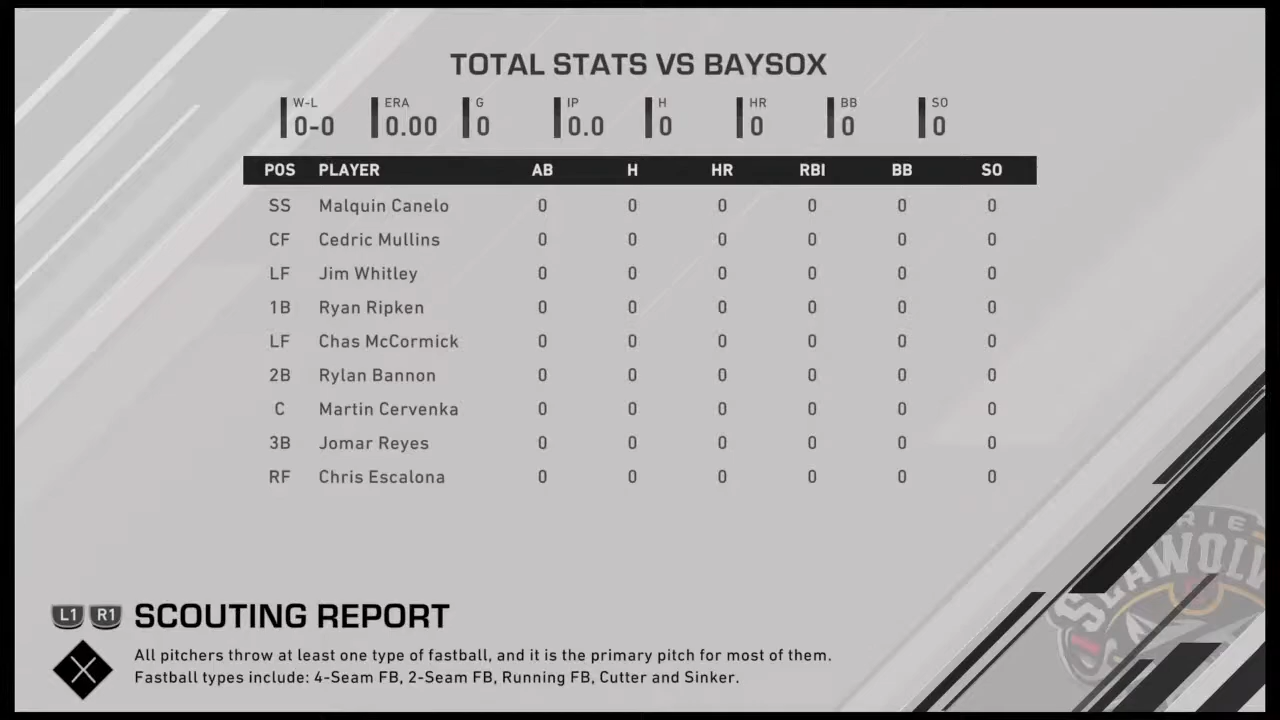 TOTAL STATS VS BAYSOX
W-L ERA G IP H HR BB SO
0-0 0.00 0 0.0 0 0 0 0
POS PLAYER AB H HR RBI BB SO
SS Malquin Canelo 0 0 0 0 0 0
CF Cedric Mullins 0 0 0 0 0 0
LF Jim Whitley 0 0 0 0 0 0
1B Ryan Ripken 0 0 0 0 0 0
LF Chas McCormick 0 0 0 0 0 0
2B Rylan Bannon 0 0 0 0 0 0
C Martin Cervenka 0 0 0 0 0 0
3B Jomar Reyes 0 0 0 0 0 0
RF Chris Escalona 0 0 0 0 0 0
L1 R1 SCOUTING REPORT
All pitchers throw at least one type of fastball, and it is the primary pitch for most of them.
Fastball types include: 4-Seam FB, 2-Seam FB, Running FB, Cutter and Sinker.